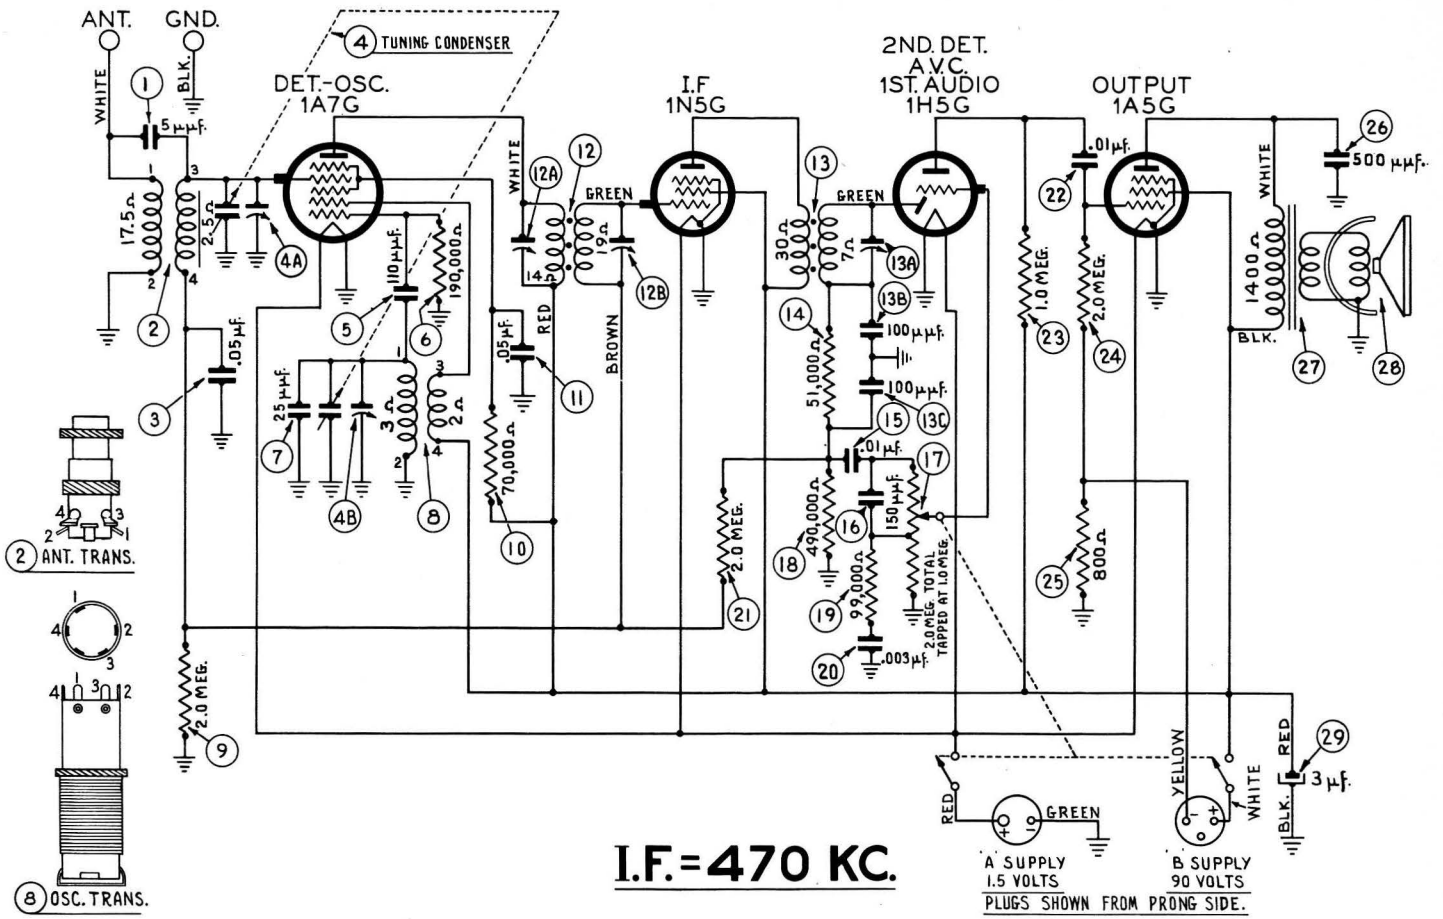 ANT. GND.
4 TUNING CONDENSER
WHITE
BLK.
1
5 μμf.
DET.-OSC.
1A7G
I.F
1N5G
2ND. DET.
A.V.C.
1ST. AUDIO
1H5G
OUTPUT
1A5G
.01μf.
22
26
500 μμf.
1
3
17.5Ω
2.5Ω
2
4
2
4A
110μμf.
5
190,000Ω
6
WHITE
12A
12
GREEN
14Ω
19Ω
12B
RED
BROWN
13
GREEN
30Ω
7Ω
13A
13B
100μμf.
14
51,000Ω
100μμf.
13C
1.0 MEG.
23
2.0 MEG.
24
WHITE
1400Ω
BLK.
27
28
3
.05μf.
25μμf.
7
4B
1
3Ω
2
3
2Ω
4
8
.05μf.
11
70,000Ω
10
15
.01μf.
17
150μμf.
16
18
490,000Ω
2.0 MEG.
21
99,000Ω
19
2.0 MEG. TOTAL
TAPPED AT 1.0 MEG.
20
.003μf.
25
800Ω
4
3
2
1
2 ANT. TRANS.
1
4
2
3
4
1
3
2
8 OSC. TRANS.
2.0 MEG.
9
RED
GREEN
+
-
YELLOW
WHITE
-
+
RED
29
3 μf.
BLK.
I.F. = 470 KC.
'A' SUPPLY
1.5 VOLTS
'B' SUPPLY
90 VOLTS
PLUGS SHOWN FROM PRONG SIDE.